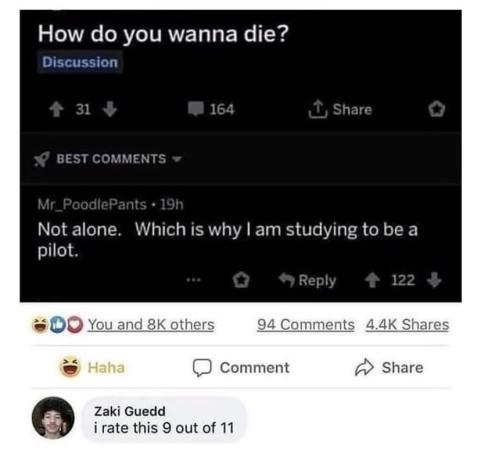 How do you wanna die?
Discussion
31
164
Share
BEST COMMENTS
Mr_PoodlePants • 19h
Not alone. Which is why I am studying to be a
pilot.
... Reply 122
You and 8K others 94 Comments 4.4K Shares
Haha Comment Share
Zaki Guedd
i rate this 9 out of 11